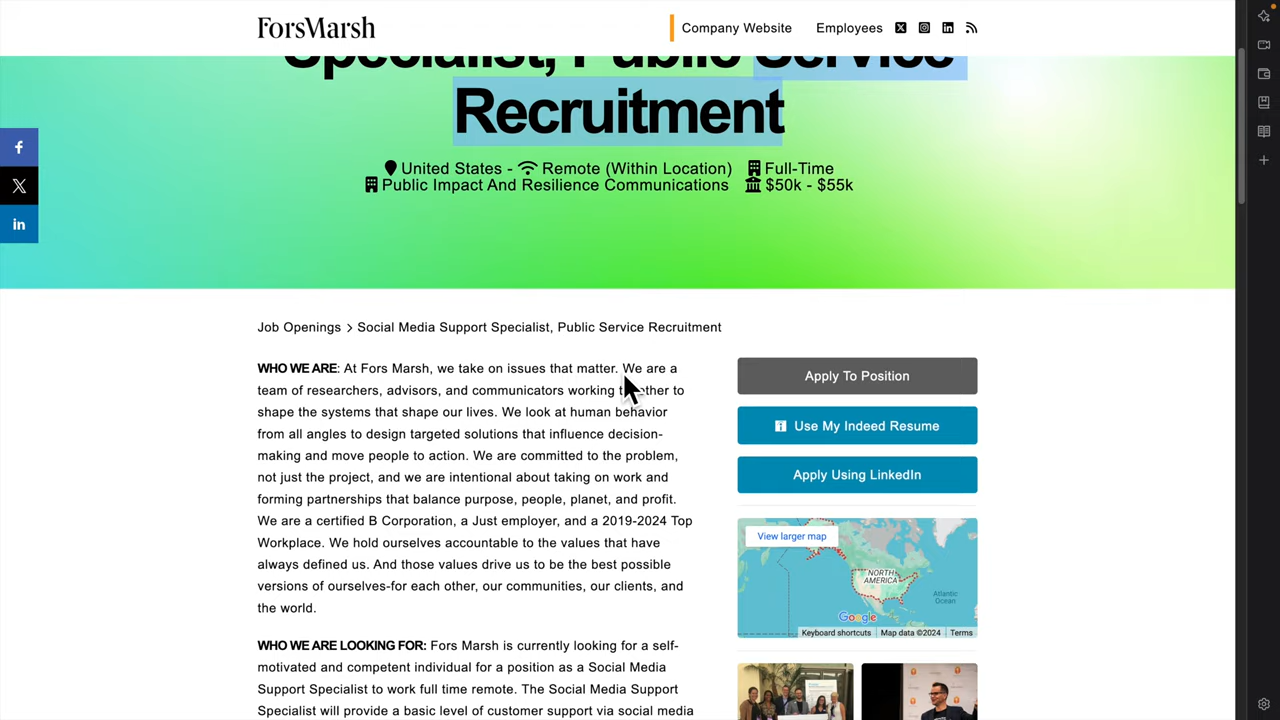 ForsMarsh
Company Website Employees
Specialist, Public Service
Recruitment
United States - Remote (Within Location) Full-Time
Public Impact And Resilience Communications $50k - $55k
Job Openings > Social Media Support Specialist, Public Service Recruitment
WHO WE ARE: At Fors Marsh, we take on issues that matter. We are a
team of researchers, advisors, and communicators working together to
shape the systems that shape our lives. We look at human behavior
from all angles to design targeted solutions that influence decision-
making and move people to action. We are committed to the problem,
not just the project, and we are intentional about taking on work and
forming partnerships that balance purpose, people, planet, and profit.
We are a certified B Corporation, a Just employer, and a 2019-2024 Top
Workplace. We hold ourselves accountable to the values that have
always defined us. And those values drive us to be the best possible
versions of ourselves-for each other, our communities, our clients, and
the world.
WHO WE ARE LOOKING FOR: Fors Marsh is currently looking for a self-
motivated and competent individual for a position as a Social Media
Support Specialist to work full time remote. The Social Media Support
Specialist will provide a basic level of customer support via social media
Apply To Position
Use My Indeed Resume
Apply Using LinkedIn
View larger map
NORTH
AMERICA
Atlantic
Ocean
Google
Keyboard shortcuts Map data ©2024 Terms